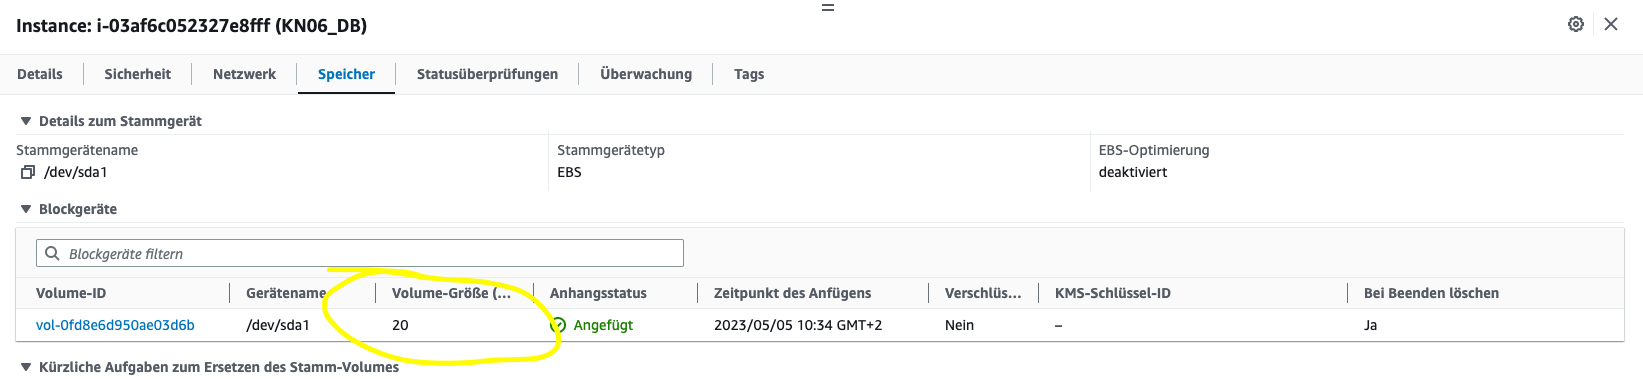 Instance: i-03af6c052327e8fff (KN06_DB)
Details Sicherheit Netzwerk Speicher Statusüberprüfungen Überwachung Tags
Details zum Stammgerät
Stammgerätename Stammgerätetyp EBS-Optimierung
/dev/sda1 EBS deaktiviert
Blockgeräte
Blockgeräte filtern
Volume-ID Gerätename Volume-Größe (... Anhangsstatus Zeitpunkt des Anfügens Verschlüs... KMS-Schlüssel-ID Bei Beenden löschen
vol-0fd8e6d950ae03d6b /dev/sda1 20 Angefügt 2023/05/05 10:34 GMT+2 Nein – Ja
Kürzliche Aufgaben zum Ersetzen des Stamm-Volumes